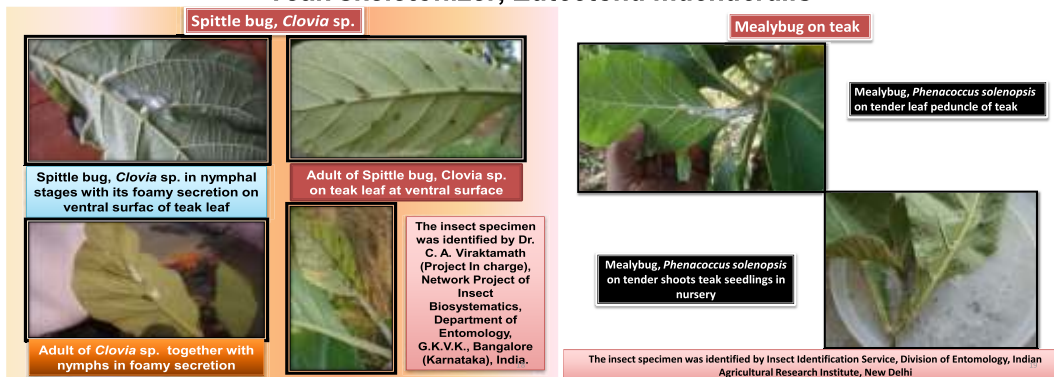 Spittle bug, Clovia sp.
Spittle bug, Clovia sp. in nymphal
stages with its foamy secretion on
ventral surfac of teak leaf
Adult of Spittle bug, Clovia sp.
on teak leaf at ventral surface
The insect specimen
was identified by Dr.
C. A. Viraktamath
(Project In charge),
Network Project of
Insect
Biosystematics,
Department of
Entomology,
G.K.V.K., Bangalore
(Karnataka), India.
Adult of Clovia sp. together with
nymphs in foamy secretion
Mealybug on teak
Mealybug, Phenacoccus solenopsis
on tender leaf peduncle of teak
Mealybug, Phenacoccus solenopsis
on tender shoots teak seedlings in
nursery
The insect specimen was identified by Insect Identification Service, Division of Entomology, Indian
Agricultural Research Institute, New Delhi